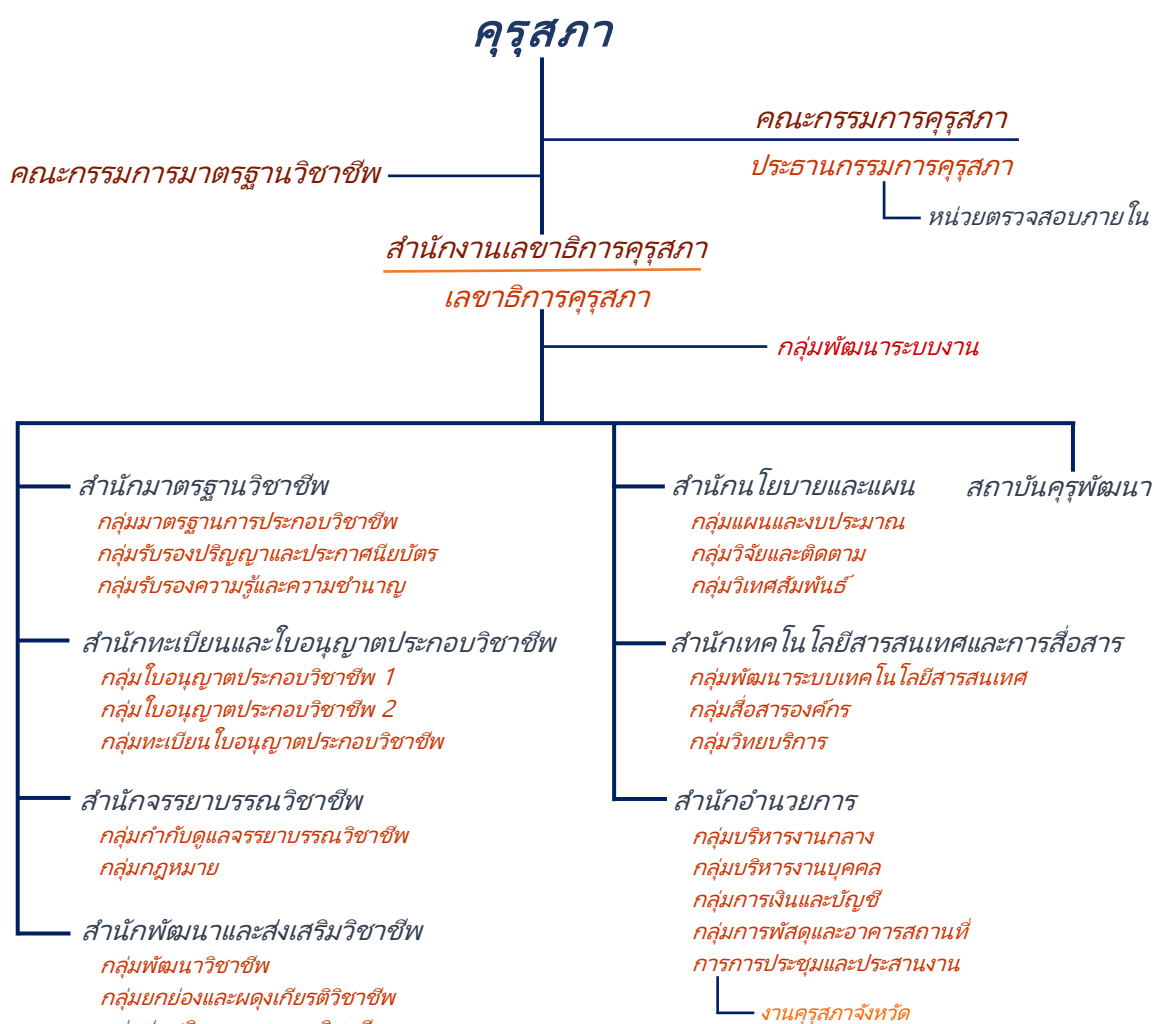 คุรุสภา
คณะกรรมการคุรุสภา
ประธานกรรมการคุรุสภา
คณะกรรมการมาตรฐานวิชาชีพ
หน่วยตรวจสอบภายใน
สำนักงานเลขาธิการคุรุสภา
เลขาธิการคุรุสภา
กลุ่มพัฒนาระบบงาน
สำนักมาตรฐานวิชาชีพ
กลุ่มมาตรฐานการประกอบวิชาชีพ
กลุ่มรับรองปริญญาและประกาศนียบัตร
กลุ่มรับรองความรู้และความชำนาญ
สำนักทะเบียนและใบอนุญาตประกอบวิชาชีพ
กลุ่มใบอนุญาตประกอบวิชาชีพ 1
กลุ่มใบอนุญาตประกอบวิชาชีพ 2
กลุ่มทะเบียนใบอนุญาตประกอบวิชาชีพ
สำนักจรรยาบรรณวิชาชีพ
กลุ่มกำกับดูแลจรรยาบรรณวิชาชีพ
กลุ่มกฎหมาย
สำนักพัฒนาและส่งเสริมวิชาชีพ
กลุ่มพัฒนาวิชาชีพ
กลุ่มยกย่องและผดุงเกียรติวิชาชีพ
สำนักนโยบายและแผน
กลุ่มแผนและงบประมาณ
กลุ่มวิจัยและติดตาม
กลุ่มวิเทศสัมพันธ์
สำนักเทคโนโลยีสารสนเทศและการสื่อสาร
กลุ่มพัฒนาระบบเทคโนโลยีสารสนเทศ
กลุ่มสื่อสารองค์กร
กลุ่มวิทยบริการ
สำนักอำนวยการ
กลุ่มบริหารงานกลาง
กลุ่มบริหารงานบุคคล
กลุ่มการเงินและบัญชี
กลุ่มการพัสดุและอาคารสถานที่
การการประชุมและประสานงาน
งานคุรุสภาจังหวัด
สถาบันคุรุพัฒนา